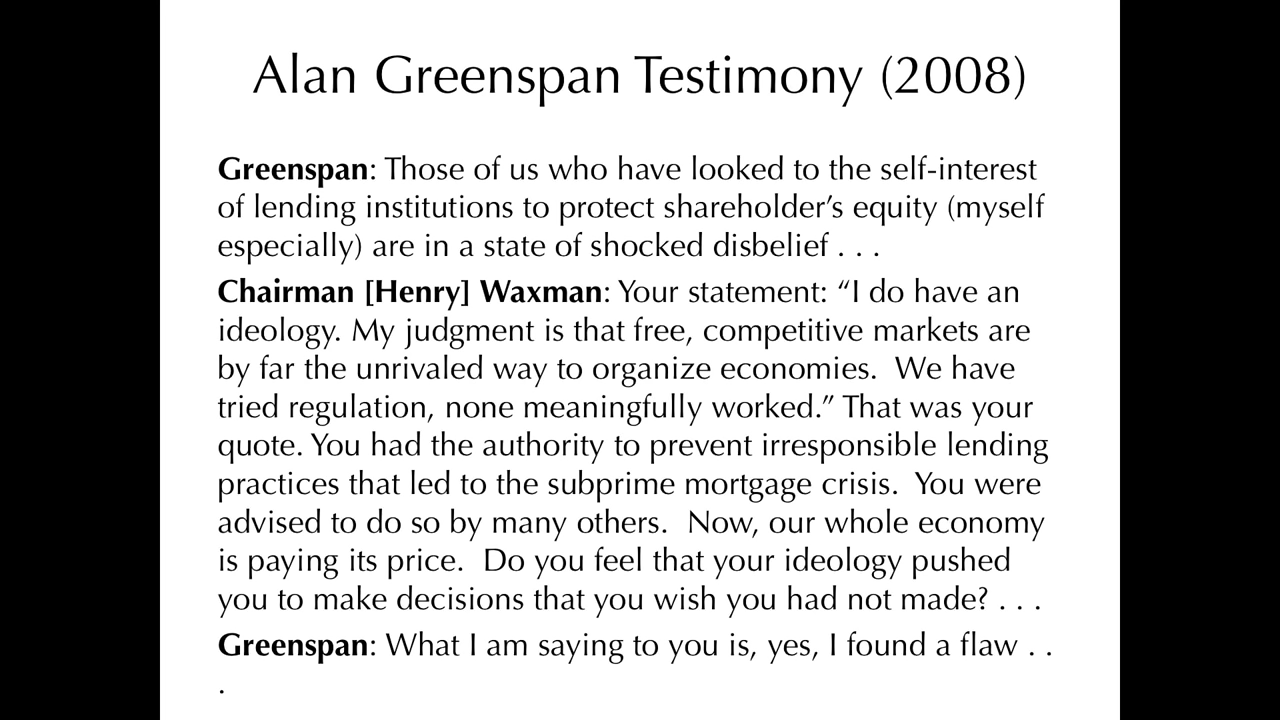 Alan Greenspan Testimony (2008)
Greenspan: Those of us who have looked to the self-interest
of lending institutions to protect shareholder’s equity (myself
especially) are in a state of shocked disbelief . . .
Chairman [Henry] Waxman: Your statement: “I do have an
ideology. My judgment is that free, competitive markets are
by far the unrivaled way to organize economies.  We have
tried regulation, none meaningfully worked.” That was your
quote. You had the authority to prevent irresponsible lending
practices that led to the subprime mortgage crisis.  You were
advised to do so by many others.  Now, our whole economy
is paying its price.  Do you feel that your ideology pushed
you to make decisions that you wish you had not made? . . .
Greenspan: What I am saying to you is, yes, I found a flaw . .
.